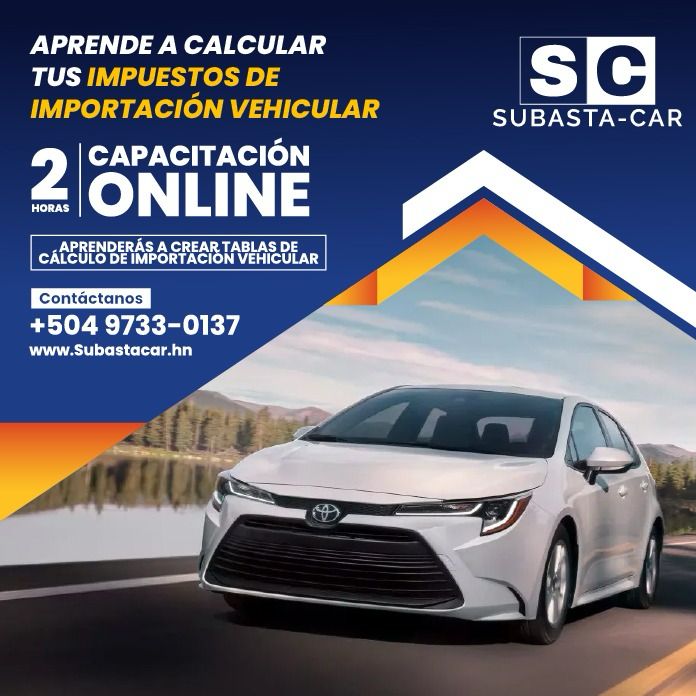 APRENDE A CALCULAR
TUS IMPUESTOS DE
IMPORTACIÓN VEHICULAR
SC
SUBASTA-CAR
2
HORAS
CAPACITACIÓN
ONLINE
APRENDERÁS A CREAR TABLAS DE
CÁLCULO DE IMPORTACIÓN VEHICULAR
Contáctanos
+504 9733-0137
www.Subastacar.hn